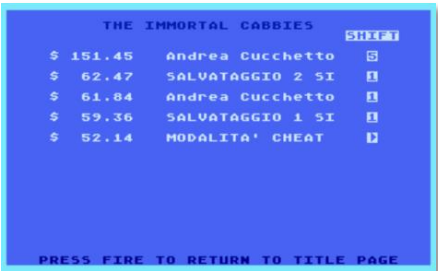 THE IMMORTAL CABBIES
SHIFT
$ 151.45 Andrea Cucchetto 5
$ 62.47 SALVATAGGIO 2 SI 1
$ 61.84 Andrea Cucchetto 1
$ 59.36 SALVATAGGIO 1 SI 1
$ 52.14 MODALITA' CHEAT
PRESS FIRE TO RETURN TO TITLE PAGE